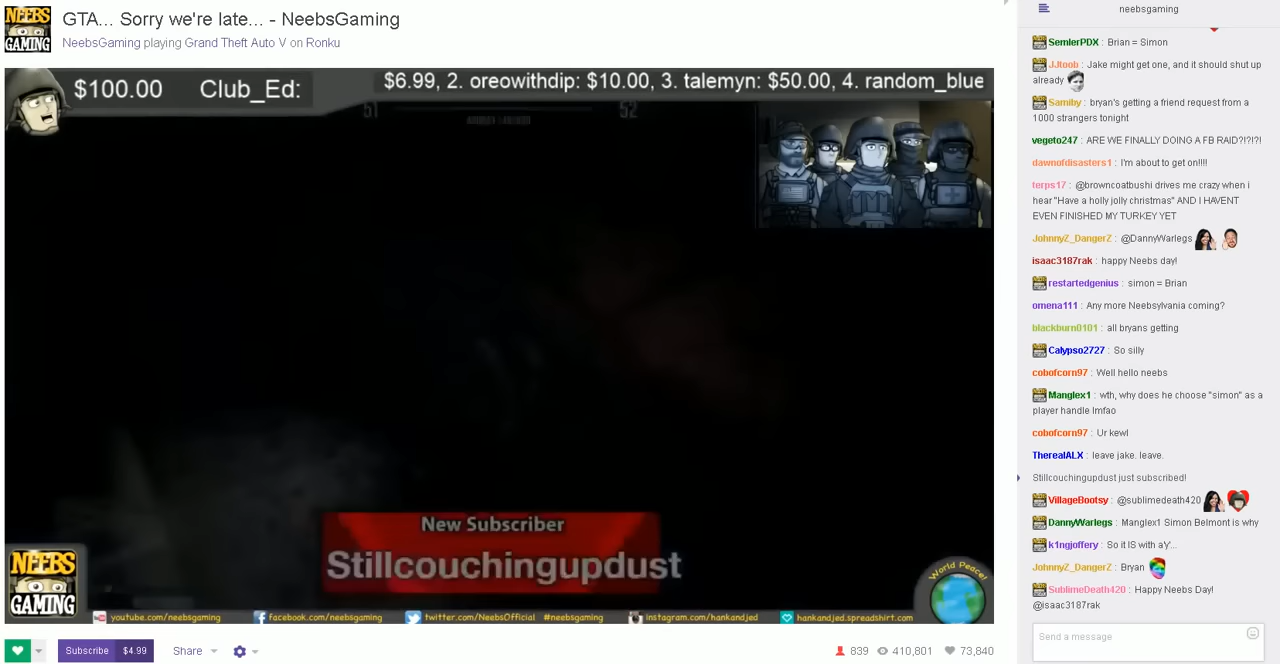 GTA... Sorry we're late... - NeebsGaming
NeebsGaming playing Grand Theft Auto V on Ronku
$100.00 Club_Ed:
$6.99, 2. oreowithdip: $10.00, 3. talemyn: $50.00, 4. random_blue
51 52
New Subscriber
Stillcouchingupdust
NEEBS
GAMING
World Peace!
youtube.com/neebsgaming
facebook.com/neebsgaming
twitter.com/NeebsOfficial #neebsgaming
instagram.com/hankandjed
hankandjed.spreadshirt.com
Subscribe $4.99
Share
839 410,801 73,840
neebsgaming
SemlerPDX : Brian = Simon
JJtoob : Jake might get one, and it should shut up
already
Samiby : bryan's getting a friend request from a
1000 strangers tonight
vegeto247 : ARE WE FINALLY DOING A FB RAID?!?!?!
dawnofdisasters1 : I'm about to get on!!!!
terps17 : @browncoatbushi drives me crazy when i
hear "Have a holly jolly christmas" AND I HAVENT
EVEN FINISHED MY TURKEY YET
JohnnyZ_DangerZ : @DannyWarlegs
isaac3187rak : happy Neebs day!
restartedgenius : simon = Brian
omena111 : Any more Neebsylvania coming?
blackburn0101 : all bryans getting
Calypso2727 : So silly
cobofcorn97 : Well hello neebs
Manglex1 : wth, why does he choose "simon" as a
player handle lmfao
cobofcorn97 : Ur kewl
TherealALX : leave jake. leave.
Stillcouchingupdust just subscribed!
VillageBootsy : @sublimedeath420
DannyWarlegs : Manglex1 Simon Belmont is why
k1ngjoffery : So it IS with a'y'...
JohnnyZ_DangerZ : Bryan
SublimeDeath420 : Happy Neebs Day!
@isaac3187rak
Send a message